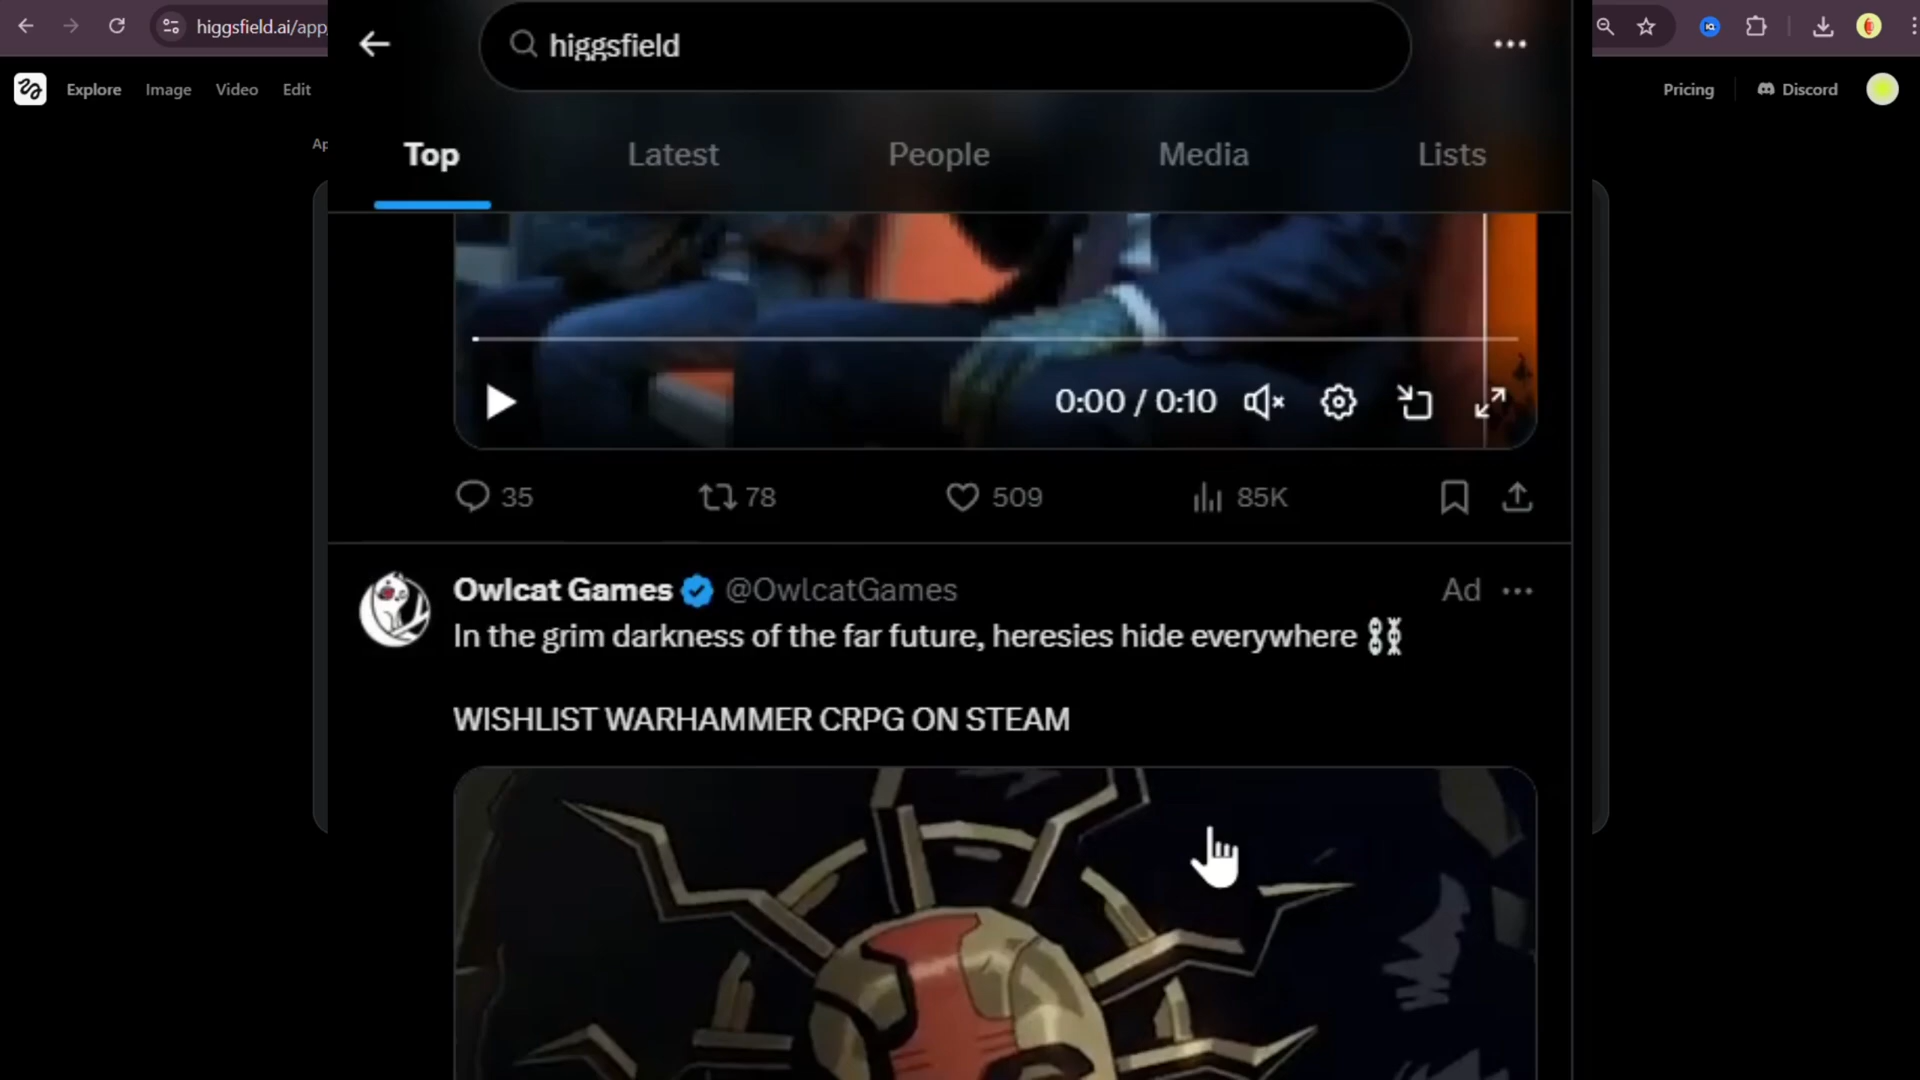 higgsfield.ai/app
higgsfield
Explore
Image
Video
Edit
Pricing
Discord
Ap
Top
Latest
People
Media
Lists
0:00 / 0:10
35
78
509
85K
Owlcat Games @OwlcatGames
Ad
In the grim darkness of the far future, heresies hide everywhere
WISHLIST WARHAMMER CRPG ON STEAM